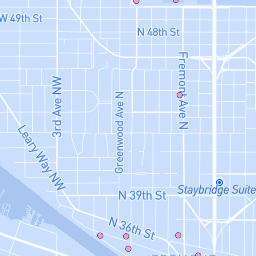 W 49th St
N 48th St
3rd Ave NW
Greenwood Ave N
Fremont Ave N
Leary Way NW
Staybridge Suite
N 39th St
N 36th St